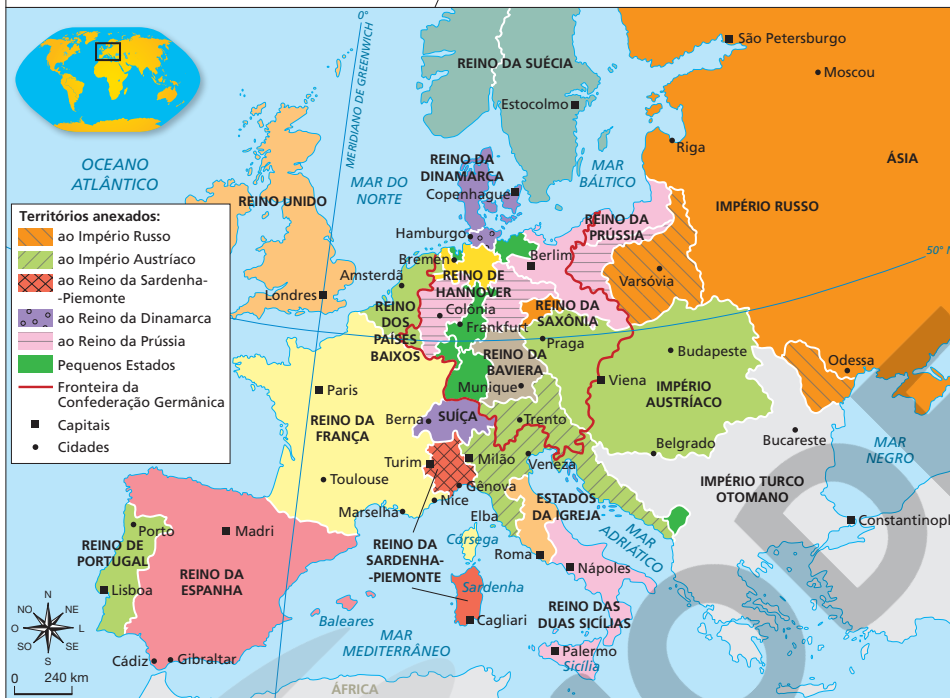 0°
MERIDIANO DE GREENWICH
São Petersburgo
Moscou
REINO DA SUÉCIA
Estocolmo
Riga
ÁSIA
OCEANO
ATLÂNTICO
MAR DO
NORTE
REINO DA
DINAMARCA
Copenhague
MAR
BÁLTICO
REINO UNIDO
IMPÉRIO RUSSO
REINO DA
PRÚSSIA
Hamburgo
Bremen
Berlim
50°
Territórios anexados:
ao Império Russo
ao Império Austríaco
ao Reino da Sardenha-
-Piemonte
ao Reino da Dinamarca
ao Reino da Prússia
Pequenos Estados
Fronteira da
Confederação Germânica
Capitais
Cidades
Amsterdã
REINO DE
HANNOVER
Varsóvia
Londres
Colônia
REINO DA
SAXÔNIA
REINO
DOS
PAÍSES
BAIXOS
Frankfurt
Praga
Budapeste
Odessa
REINO DA
BAVIERA
Munique
Viena
IMPÉRIO
AUSTRÍACO
Paris
REINO DA
FRANÇA
Berna
SUÍÇA
Trento
Belgrado
Bucareste
MAR
NEGRO
Turim
Milão
Veneza
IMPÉRIO TURCO
OTOMANO
Toulouse
Gênova
Nice
Marselha
Elba
ESTADOS
DA IGREJA
MAR
ADRIÁTICO
Constantinopl
Porto
REINO DE
PORTUGAL
Madri
Córsega
Roma
REINO DA
SARDENHA-
-PIEMONTE
Nápoles
REINO DA
ESPANHA
Lisboa
Sardenha
Baleares
Cagliari
REINO DAS
DUAS SICÍLIAS
MAR
MEDITERRÂNEO
Palermo
Sicília
Cádiz
Gibraltar
N
NO
NE
O
L
SO
SE
S
0
240 km
ÁFRICA